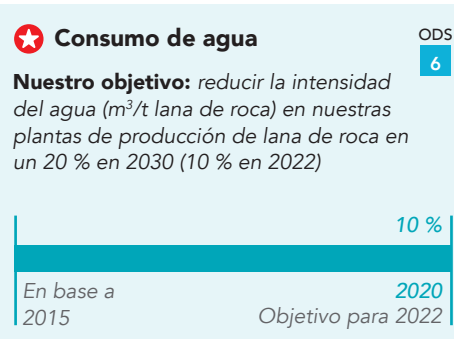 Consumo de agua
ODS
6
Nuestro objetivo: reducir la intensidad
del agua (m³/t lana de roca) en nuestras
plantas de producción de lana de roca en
un 20 % en 2030 (10 % en 2022)
10 %
En base a
2015
2020
Objetivo para 2022